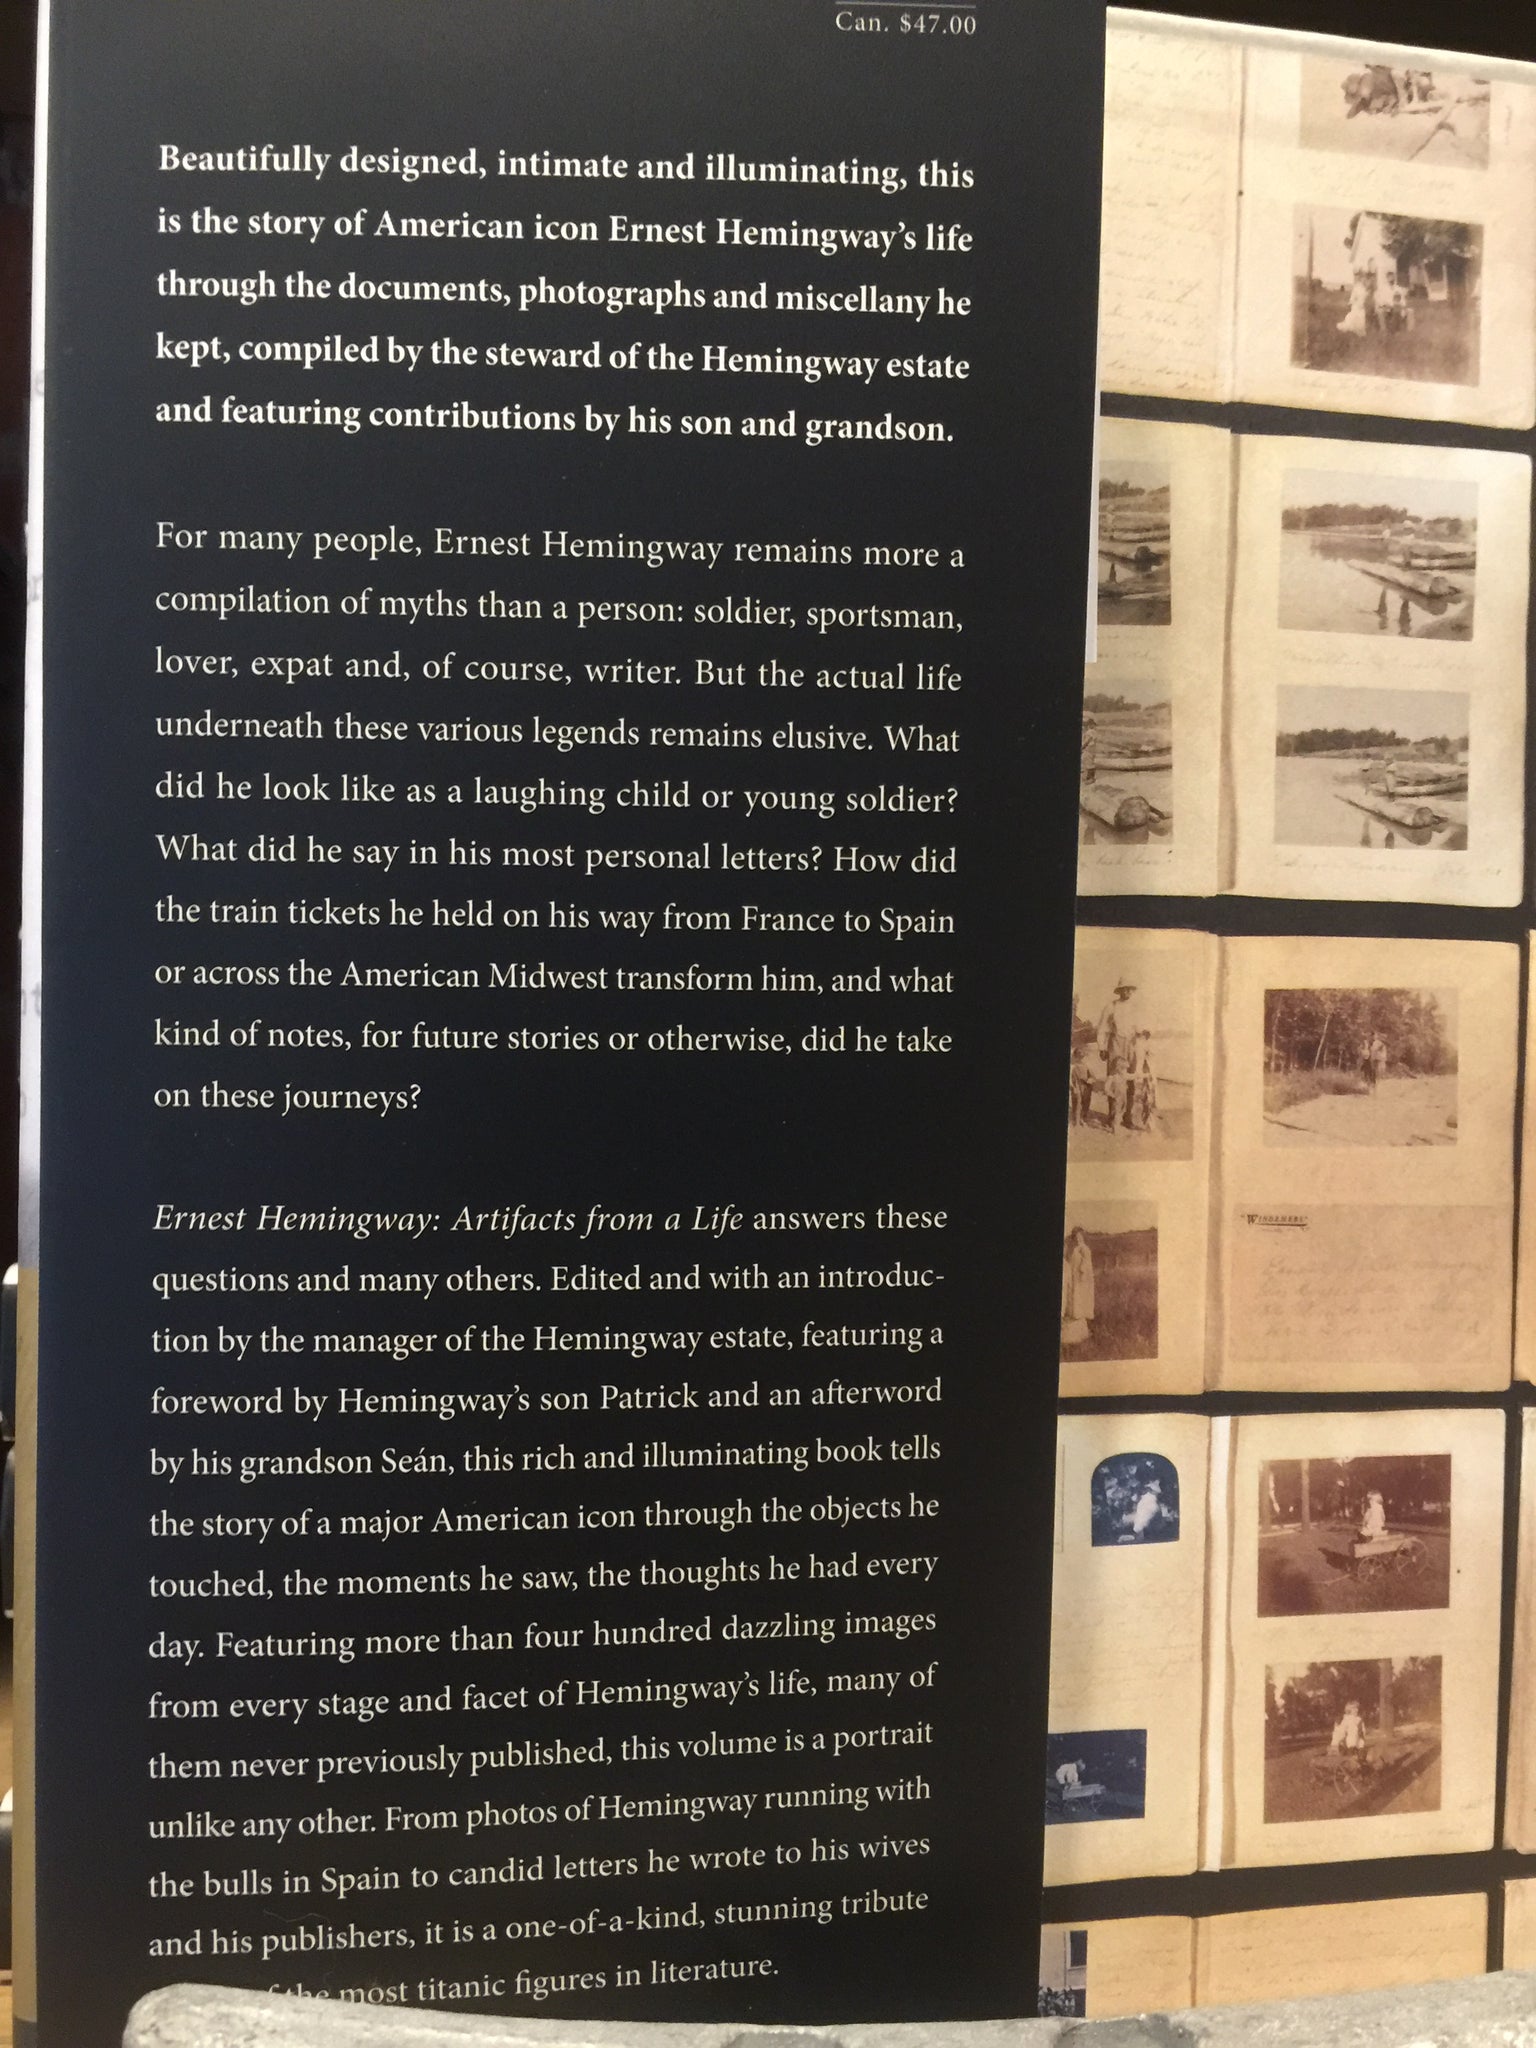 Can. $47.00
Beautifully designed, intimate and illuminating, this
is the story of American icon Ernest Hemingway's life
through the documents, photographs and miscellany he
kept, compiled by the steward of the Hemingway estate
and featuring contributions by his son and grandson.
For many people, Ernest Hemingway remains more a
compilation of myths than a person: soldier, sportsman,
lover, expat and, of course, writer. But the actual life
underneath these various legends remains elusive. What
did he look like as a laughing child or young soldier?
What did he say in his most personal letters? How did
the train tickets he held on his way from France to Spain
or across the American Midwest transform him, and what
kind of notes, for future stories or otherwise, did he take
on these journeys?
Ernest Hemingway: Artifacts from a Life answers these
questions and many others. Edited and with an introduc-
tion by the manager of the Hemingway estate, featuring a
foreword by Hemingway's son Patrick and an afterword
by his grandson Seán, this rich and illuminating book tells
the story of a major American icon through the objects he
touched, the moments he saw, the thoughts he had every
day. Featuring more than four hundred dazzling images
from every stage and facet of Hemingway's life, many of
them never previously published, this volume is a portrait
unlike any other. From photos of Hemingway running with
the bulls in Spain to candid letters he wrote to his wives
and his publishers, it is a one-of-a-kind, stunning tribute
the most titanic figures in literature.
"WINDEMERE"